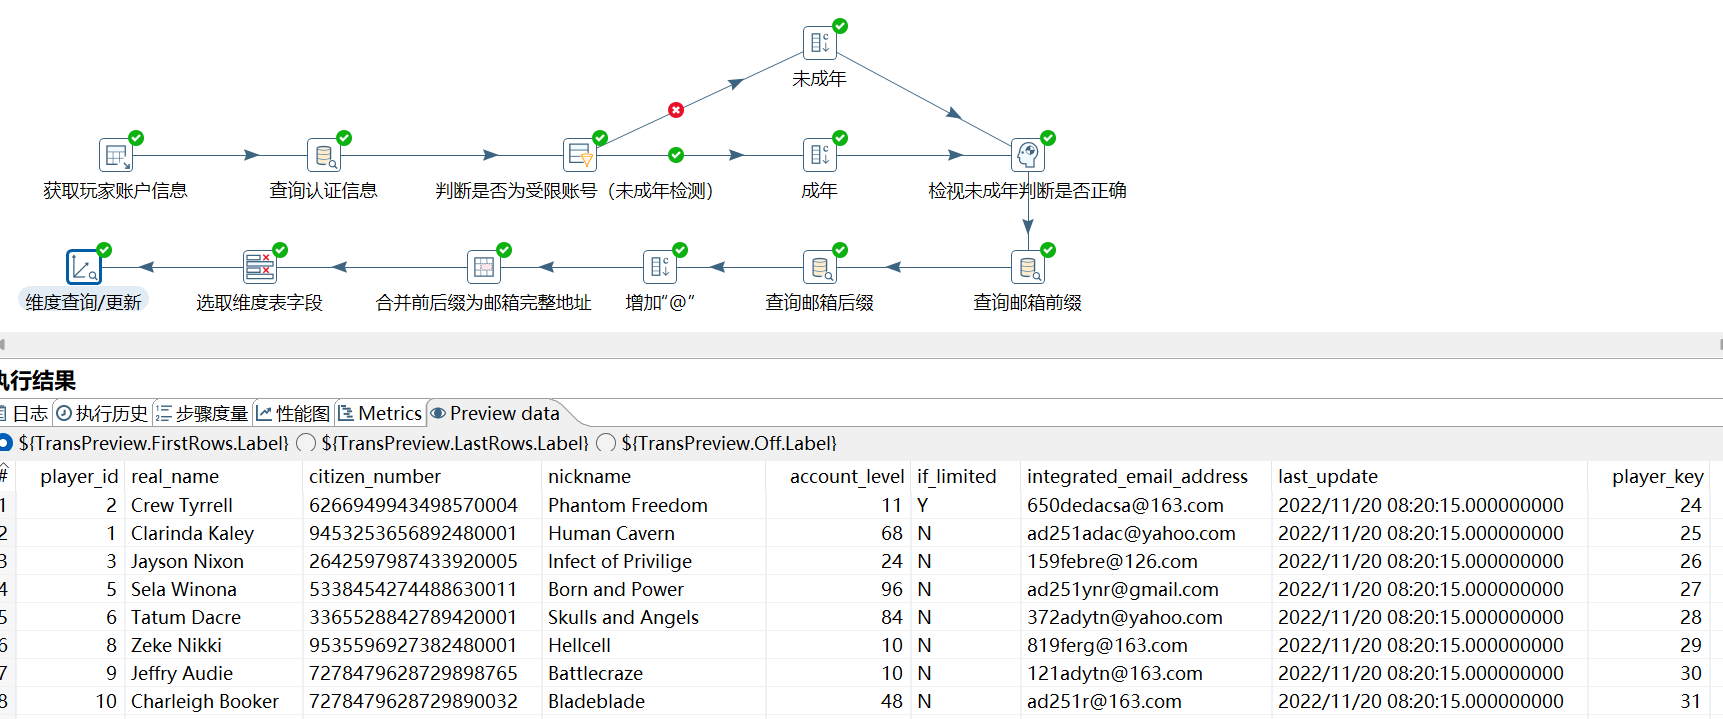 未成年
获取玩家账户信息
查询认证信息
判断是否为受限账号（未成年检测）
成年
检视未成年判断是否正确
维度查询/更新
选取维度表字段
合并前后缀为邮箱完整地址
增加“@”
查询邮箱后缀
查询邮箱前缀
执行结果
日志 执行历史 步骤度量 性能图 Metrics Preview data
${TransPreview.FirstRows.Label} ${TransPreview.LastRows.Label} ${TransPreview.Off.Label}
# player_id real_name citizen_number nickname account_level if_limited integrated_email_address last_update player_key
1 2 Crew Tyrrell 6266949943498570004 Phantom Freedom 11 Y 650dedacsa@163.com 2022/11/20 08:20:15.000000000 24
2 1 Clarinda Kaley 9453253656892480001 Human Cavern 68 N ad251adac@yahoo.com 2022/11/20 08:20:15.000000000 25
3 3 Jayson Nixon 2642597987433920005 Infect of Privilige 24 N 159febre@126.com 2022/11/20 08:20:15.000000000 26
4 5 Sela Winona 5338454274488630011 Born and Power 96 N ad251ynr@gmail.com 2022/11/20 08:20:15.000000000 27
5 6 Tatum Dacre 3365528842789420001 Skulls and Angels 84 N 372adytn@yahoo.com 2022/11/20 08:20:15.000000000 28
6 8 Zeke Nikki 9535596927382480001 Hellcell 10 N 819ferg@163.com 2022/11/20 08:20:15.000000000 29
7 9 Jeffry Audie 7278479628729898765 Battlecraze 10 N 121adytn@163.com 2022/11/20 08:20:15.000000000 30
8 10 Charleigh Booker 7278479628729890032 Bladeblade 48 N ad251r@163.com 2022/11/20 08:20:15.000000000 31